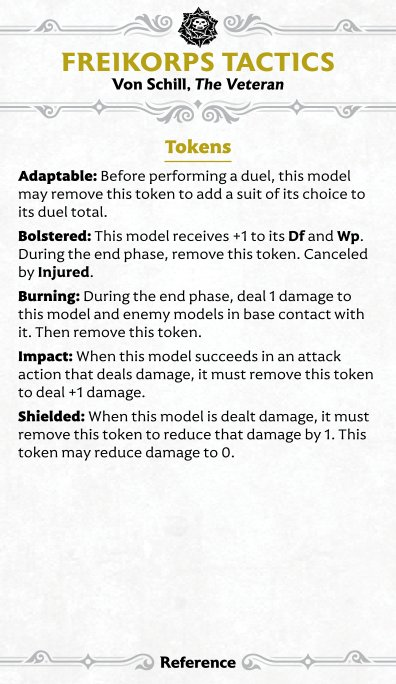 FREIKORPS TACTICS
Von Schill, The Veteran
Tokens
Adaptable: Before performing a duel, this model
may remove this token to add a suit of its choice to
its duel total.
Bolstered: This model receives +1 to its Df and Wp.
During the end phase, remove this token. Canceled
by Injured.
Burning: During the end phase, deal 1 damage to
this model and enemy models in base contact with
it. Then remove this token.
Impact: When this model succeeds in an attack
action that deals damage, it must remove this token
to deal +1 damage.
Shielded: When this model is dealt damage, it must
remove this token to reduce that damage by 1. This
token may reduce damage to 0.
Reference